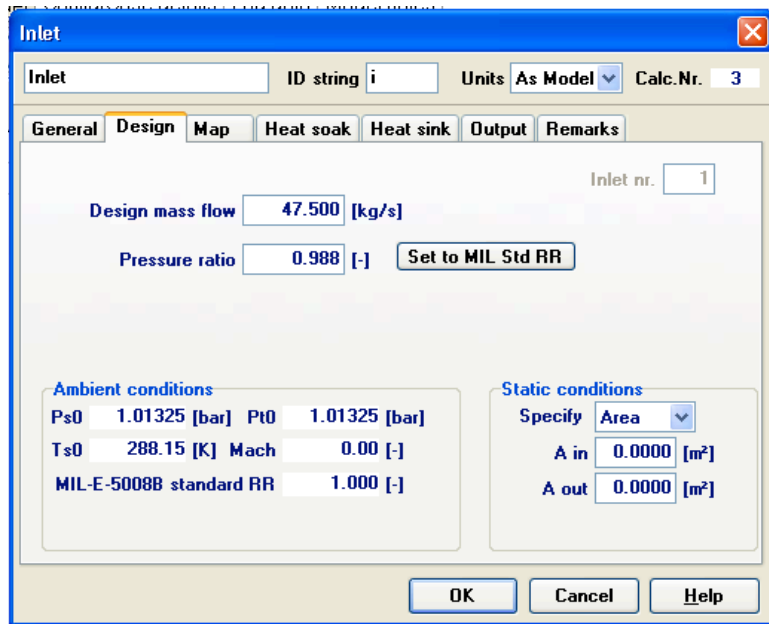 Inlet
Inlet ID string i Units As Model Calc.Nr. 3
General Design Map Heat soak Heat sink Output Remarks
Inlet nr. 1
Design mass flow 47.500 [kg/s]
Pressure ratio 0.988 [-] Set to MIL Std RR
Ambient conditions Static conditions
Ps0 1.01325 [bar] Pt0 1.01325 [bar] Specify Area
Ts0 288.15 [K] Mach 0.00 [-] A in 0.0000 [m²]
MIL-E-5008B standard RR 1.000 [-] A out 0.0000 [m²]
OK Cancel Help